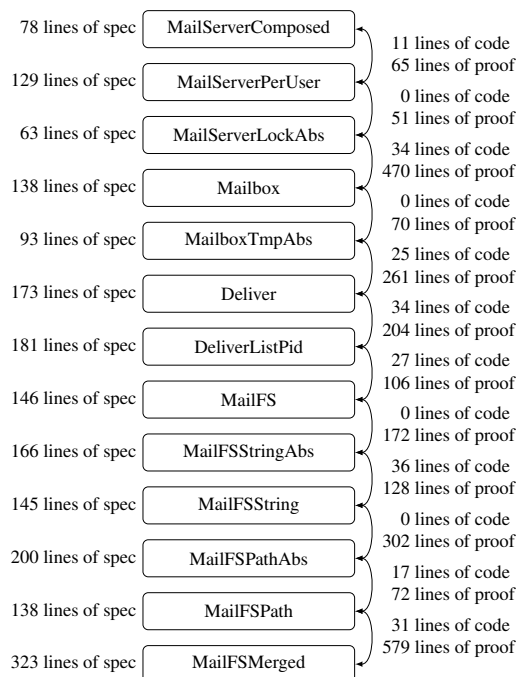 78 lines of spec MailServerComposed
11 lines of code
65 lines of proof
129 lines of spec MailServerPerUser
0 lines of code
51 lines of proof
63 lines of spec MailServerLockAbs
34 lines of code
470 lines of proof
138 lines of spec Mailbox
0 lines of code
70 lines of proof
93 lines of spec MailboxTmpAbs
25 lines of code
261 lines of proof
173 lines of spec Deliver
34 lines of code
204 lines of proof
181 lines of spec DeliverListPid
27 lines of code
106 lines of proof
146 lines of spec MailFS
0 lines of code
172 lines of proof
166 lines of spec MailFSStringAbs
36 lines of code
128 lines of proof
145 lines of spec MailFSString
0 lines of code
302 lines of proof
200 lines of spec MailFSPathAbs
17 lines of code
72 lines of proof
138 lines of spec MailFSPath
31 lines of code
579 lines of proof
323 lines of spec MailFSMerged